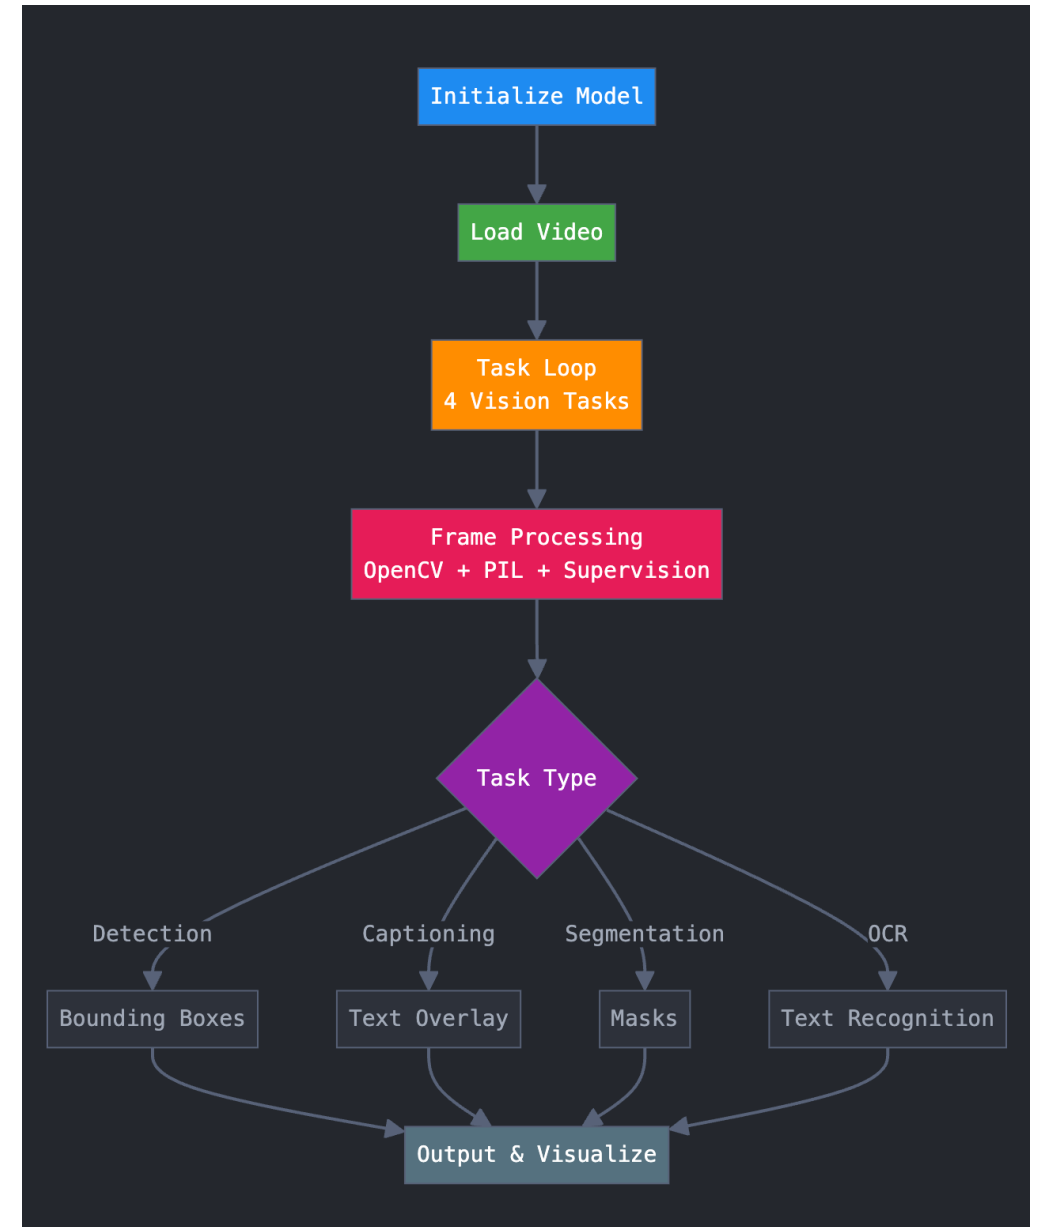 Initialize Model
Load Video
Task Loop
4 Vision Tasks
Frame Processing
OpenCV + PIL + Supervision
Task Type
Detection
Captioning
Segmentation
OCR
Bounding Boxes
Text Overlay
Masks
Text Recognition
Output & Visualize